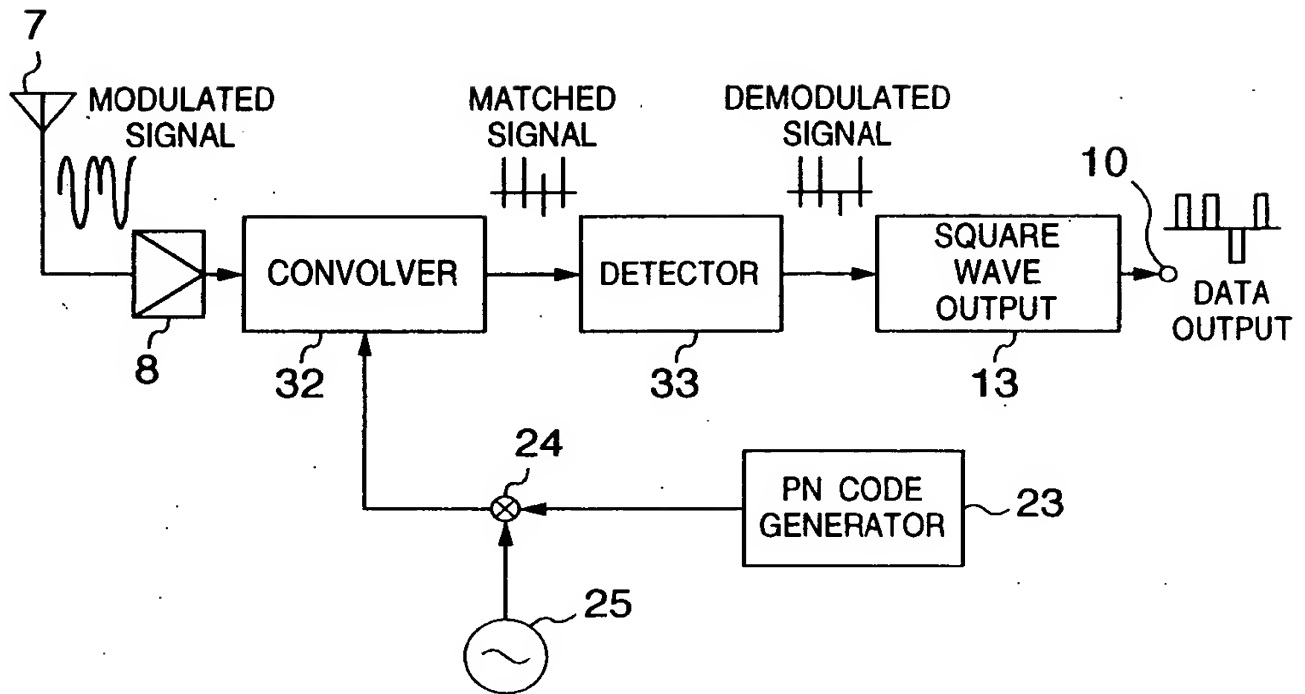 7
MODULATED
SIGNAL
MATCHED
SIGNAL
DEMODULATED
SIGNAL
10
8
CONVOLVER
32
DETECTOR
33
SQUARE
WAVE
OUTPUT
13
DATA
OUTPUT
24
PN CODE
GENERATOR
23
25